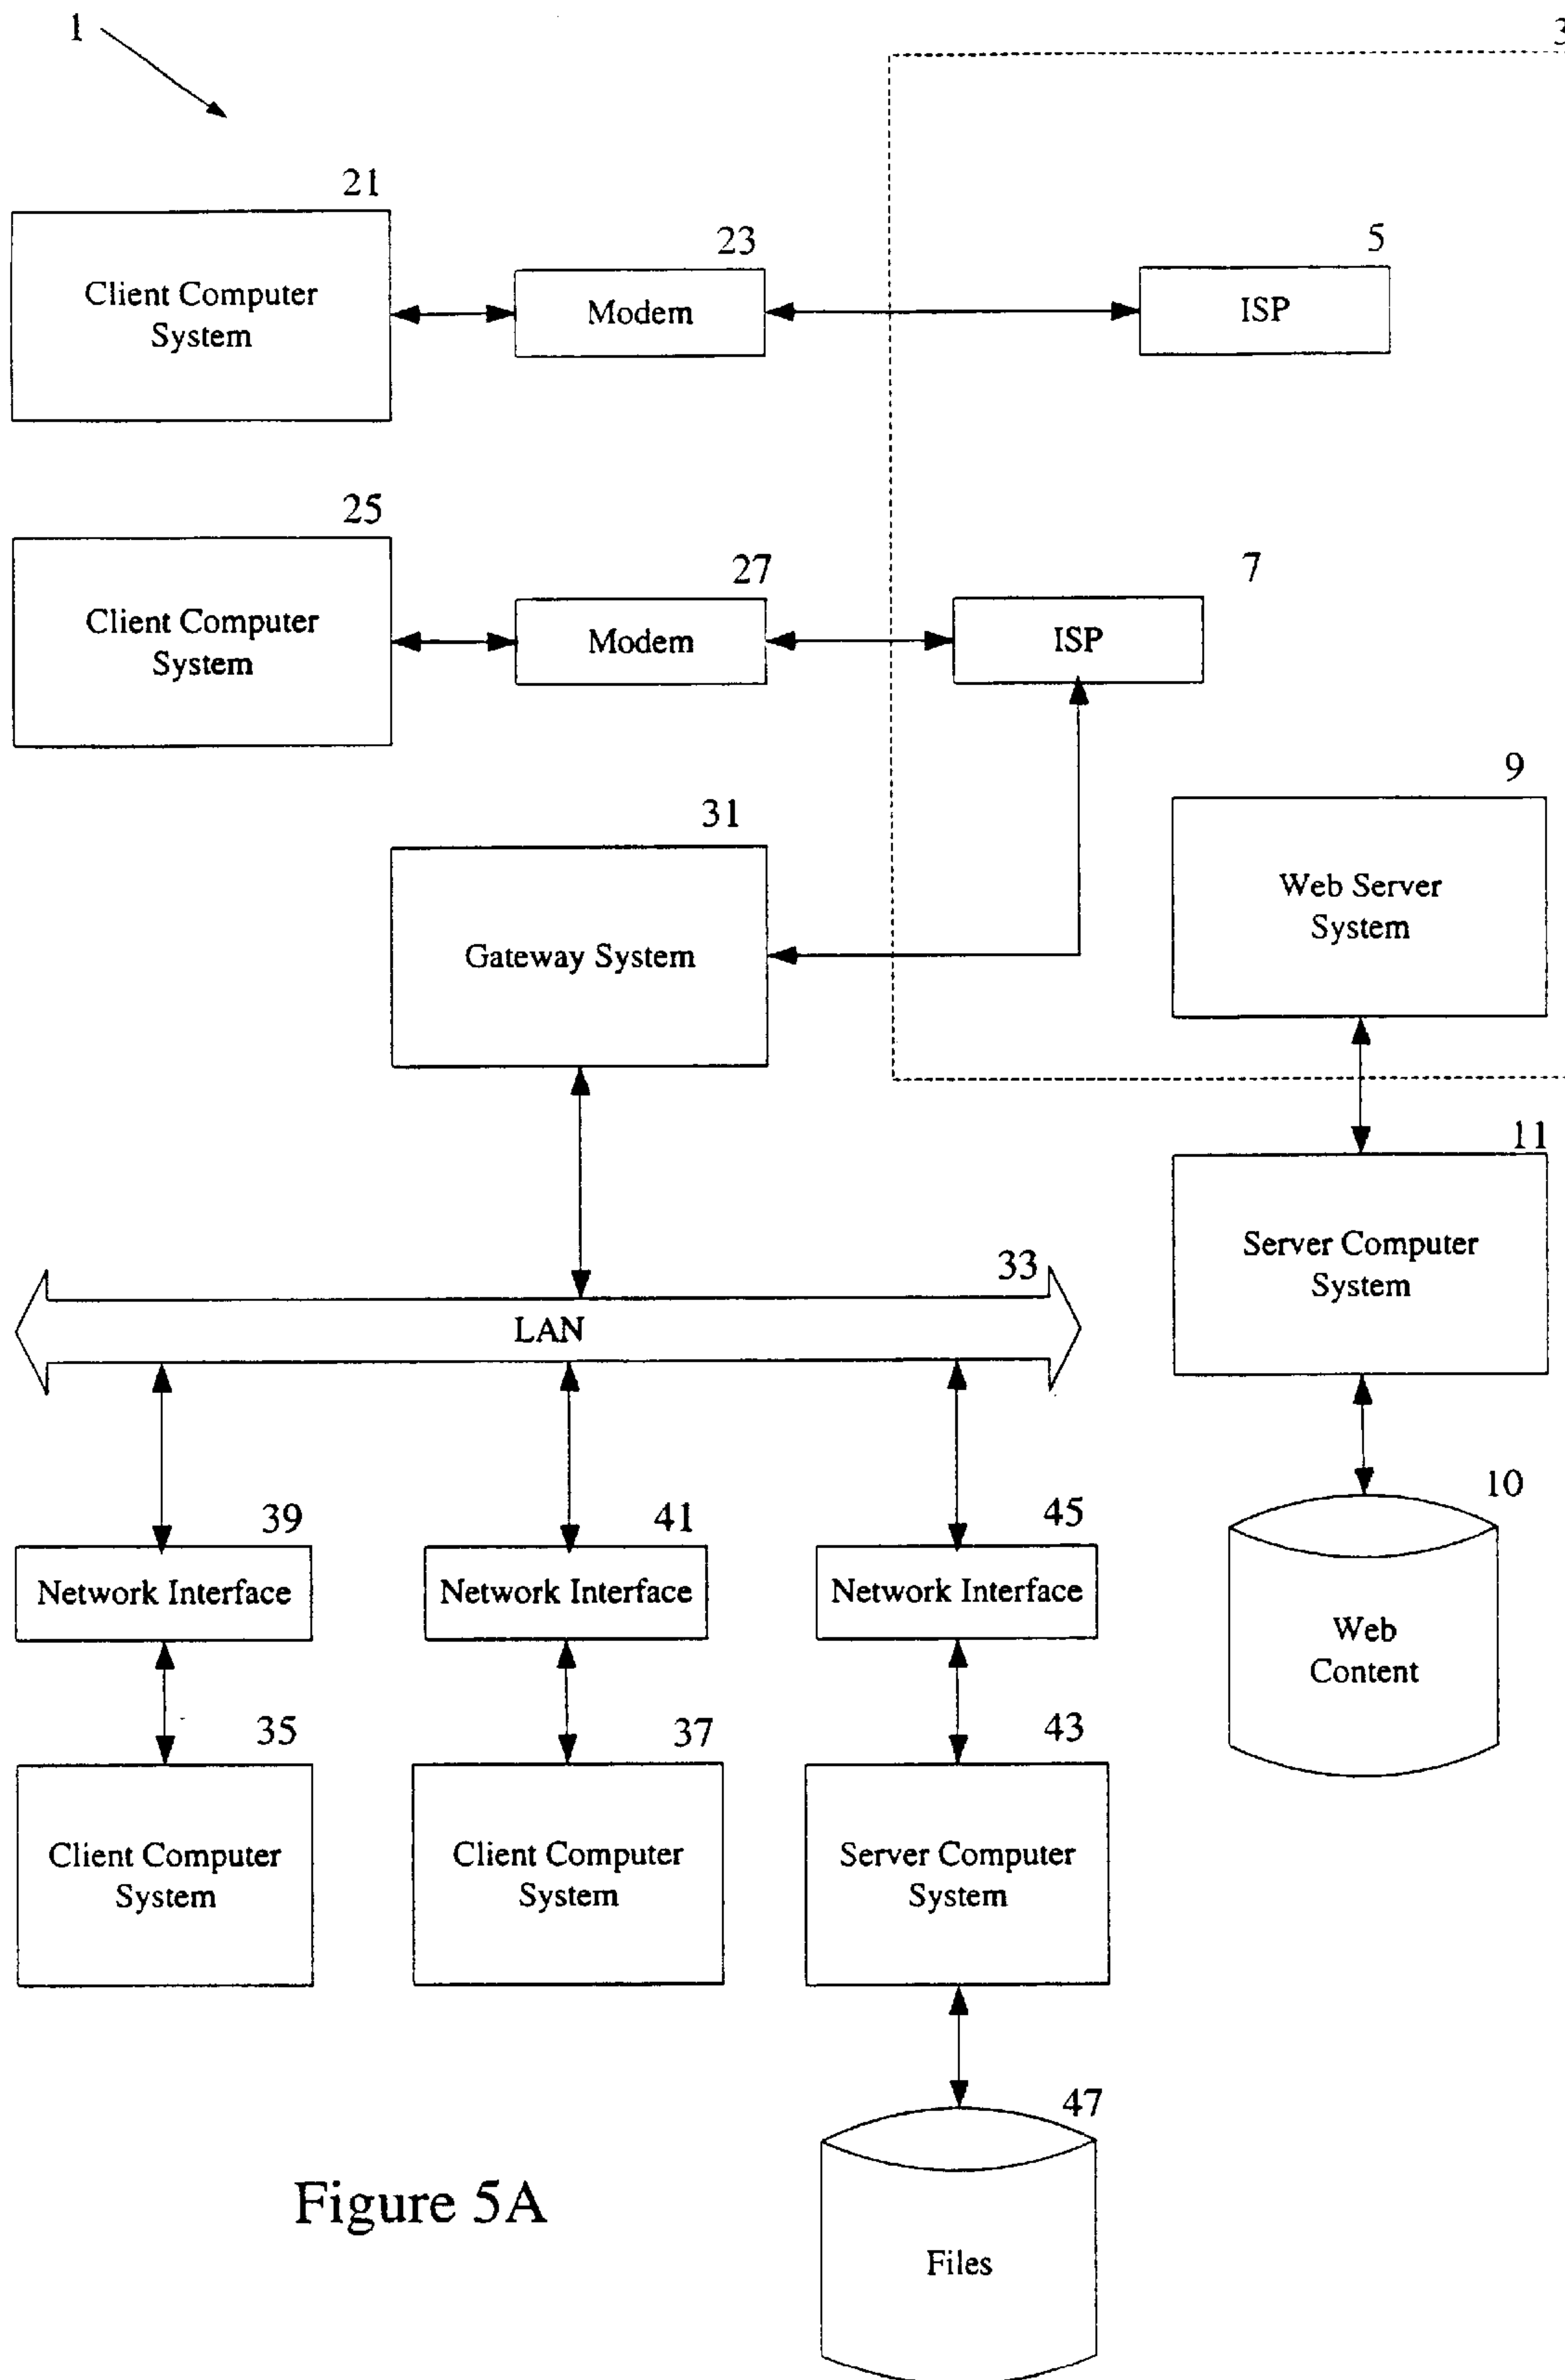 1
3
21
Client Computer
System
23
Modem
5
ISP
25
Client Computer
System
27
Modem
7
ISP
31
Gateway System
9
Web Server
System
11
Server Computer
System
33
LAN
10
Web
Content
39
Network Interface
41
Network Interface
45
Network Interface
35
Client Computer
System
37
Client Computer
System
43
Server Computer
System
47
Files
Figure 5A